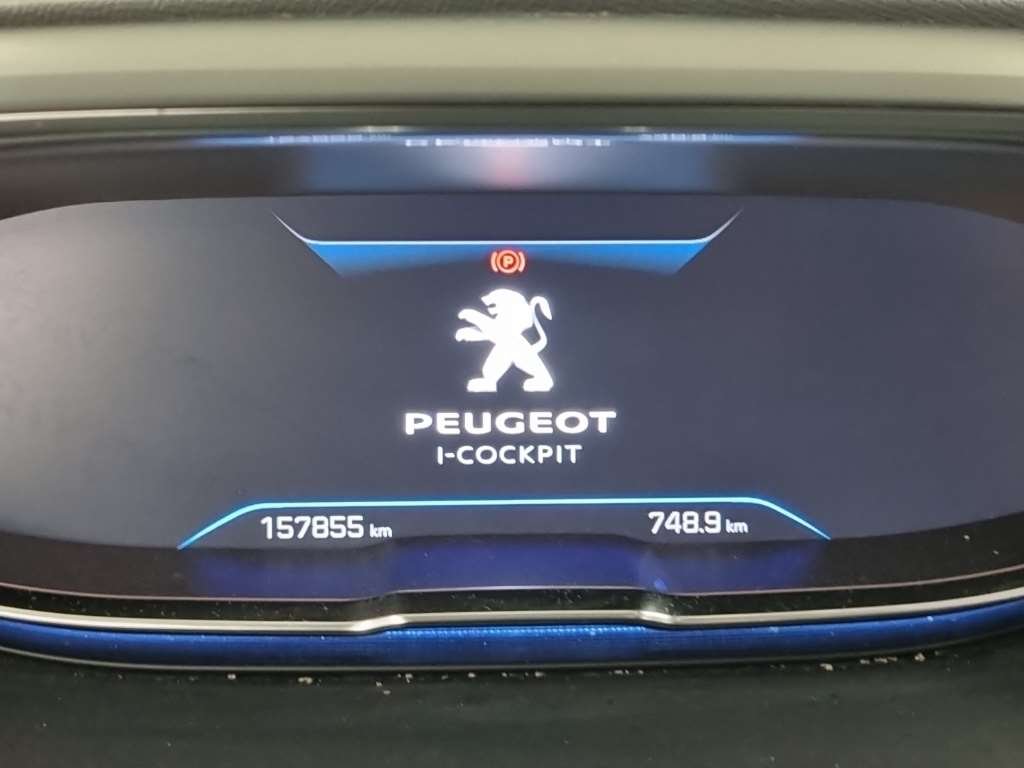 P
PEUGEOT
I-COCKPIT
157855 km
748.9 km